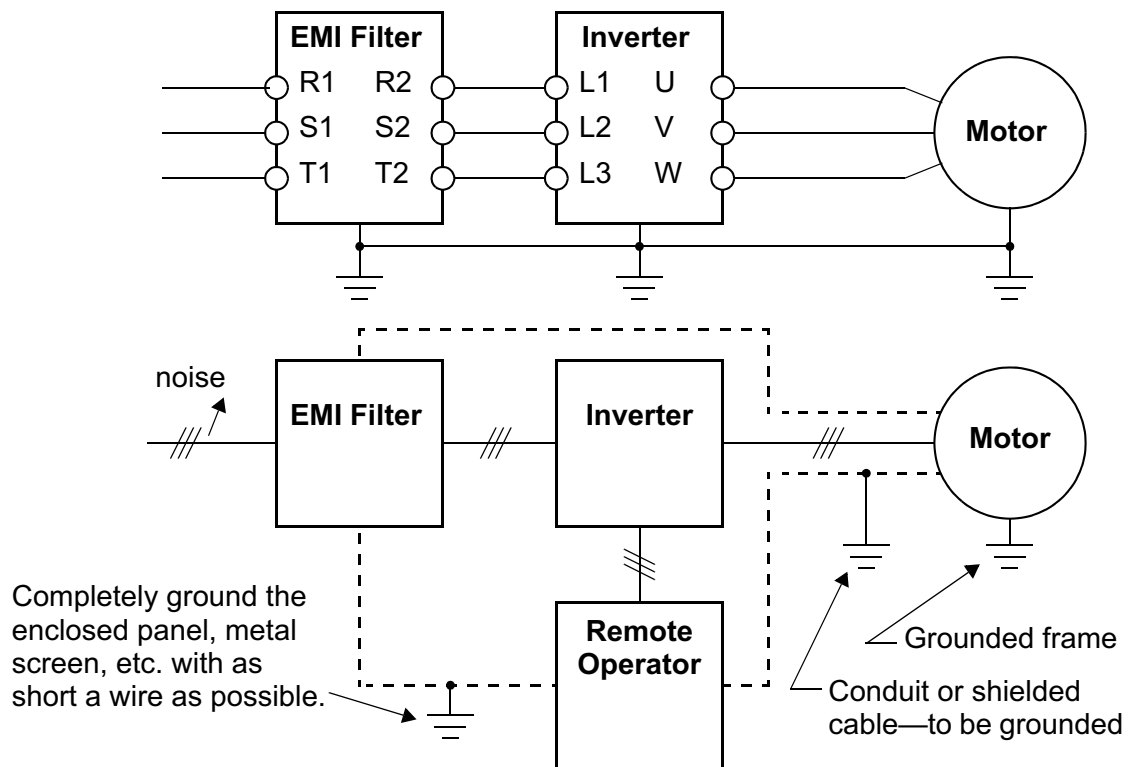 EMI Filter
Inverter
R1 R2
L1 U
S1 S2
L2 V
Motor
T1 T2
L3 W
noise
EMI Filter
Inverter
Motor
Completely ground the
enclosed panel, metal
screen, etc. with as
short a wire as possible.
Remote
Operator
Grounded frame
Conduit or shielded
cable—to be grounded